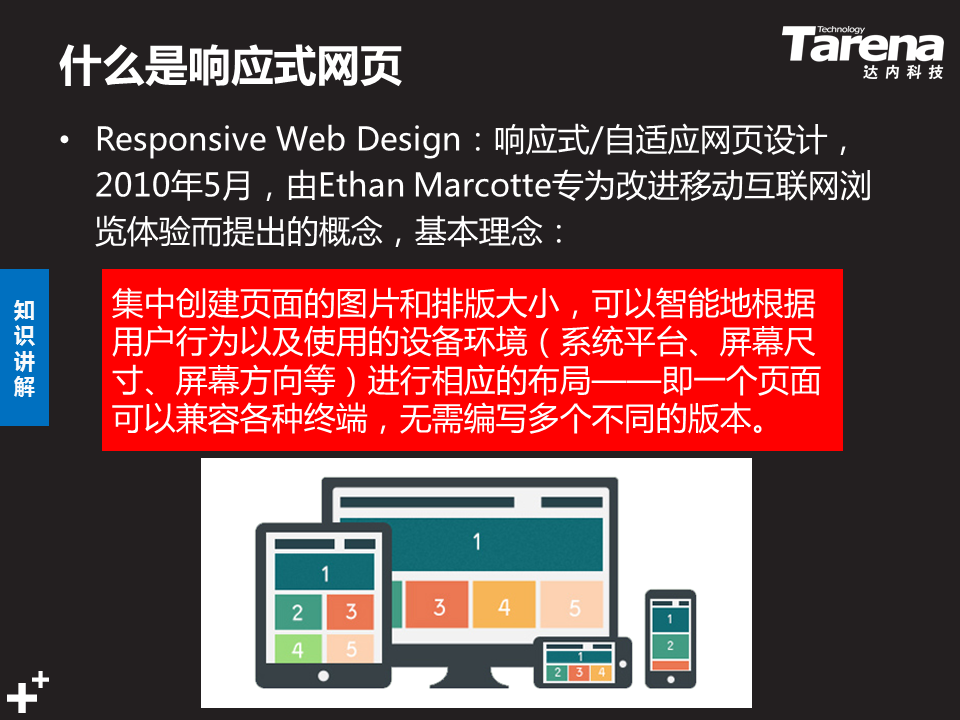 什么是响应式网页
Technology
Tarena
达内科技
• Responsive Web Design：响应式/自适应网页设计，
2010年5月，由Ethan Marcotte专为改进移动互联网浏
览体验而提出的概念，基本理念：
知
识
讲
解
集中创建页面的图片和排版大小，可以智能地根据
用户行为以及使用的设备环境（系统平台、屏幕尺
寸、屏幕方向等）进行相应的布局——即一个页面
可以兼容各种终端，无需编写多个不同的版本。
1
3 4 5
1
2 3
4 5
1
2 3 4
1
2